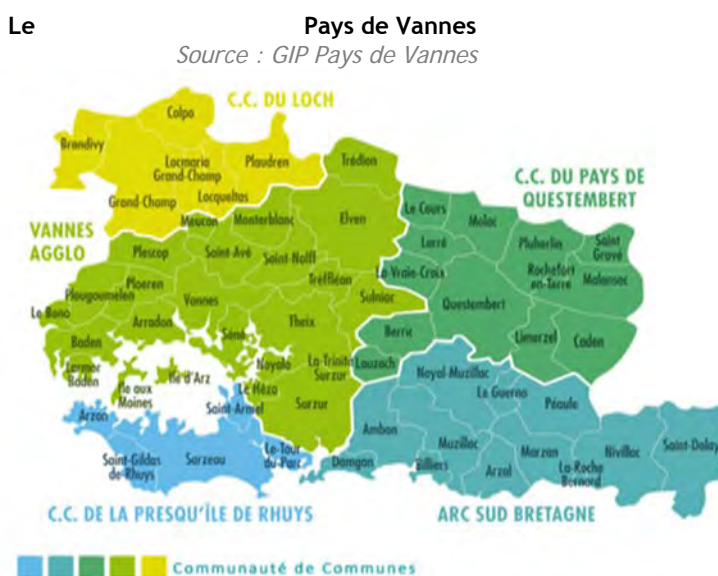 Le Pays de Vannes
Source : GIP Pays de Vannes
C.C. DU LOCH
Colpo
Brandivy
Locmaria
Grand-Champ
Plaudren
Grand-Champ
Locqueltas
Trédion
C.C. DU PAYS DE
QUESTEMBERT
VANNES
AGGLO
Meucon
Monterblanc
Elven
Le Cours
Molac
Plescop
Saint-Avé
Saint-Nolff
Larré
Pluherlin
Saint
Gravé
Ploeren
Tréffléan
La Vraie-Croix
Rochefort
en-Terre
Malansac
Plougoumelen
Vannes
Sulniac
Questembert
Le Bono
Arradon
Séné
Theix
Berric
Limerzel
Caden
Baden
Larmor
Baden
Île aux
Moines
Île d'Arz
Noyalo
La-Trinité
Surzur
Lauzach
Noyal-Muzillac
Le Guerno
Péaule
Arzon
Saint-Armel
Le Hézo
Surzur
Ambon
Muzillac
Marzan
Nivillac
Saint-Dolay
Saint-Gildas
de-Rhuys
Sarzeau
Le-Tour
du-Parc
Damgan
Billiers
Arzal
La-Roche
Bernard
C.C. DE LA PRESQU'ÎLE DE RHUYS
ARC SUD BRETAGNE
Communauté de Communes